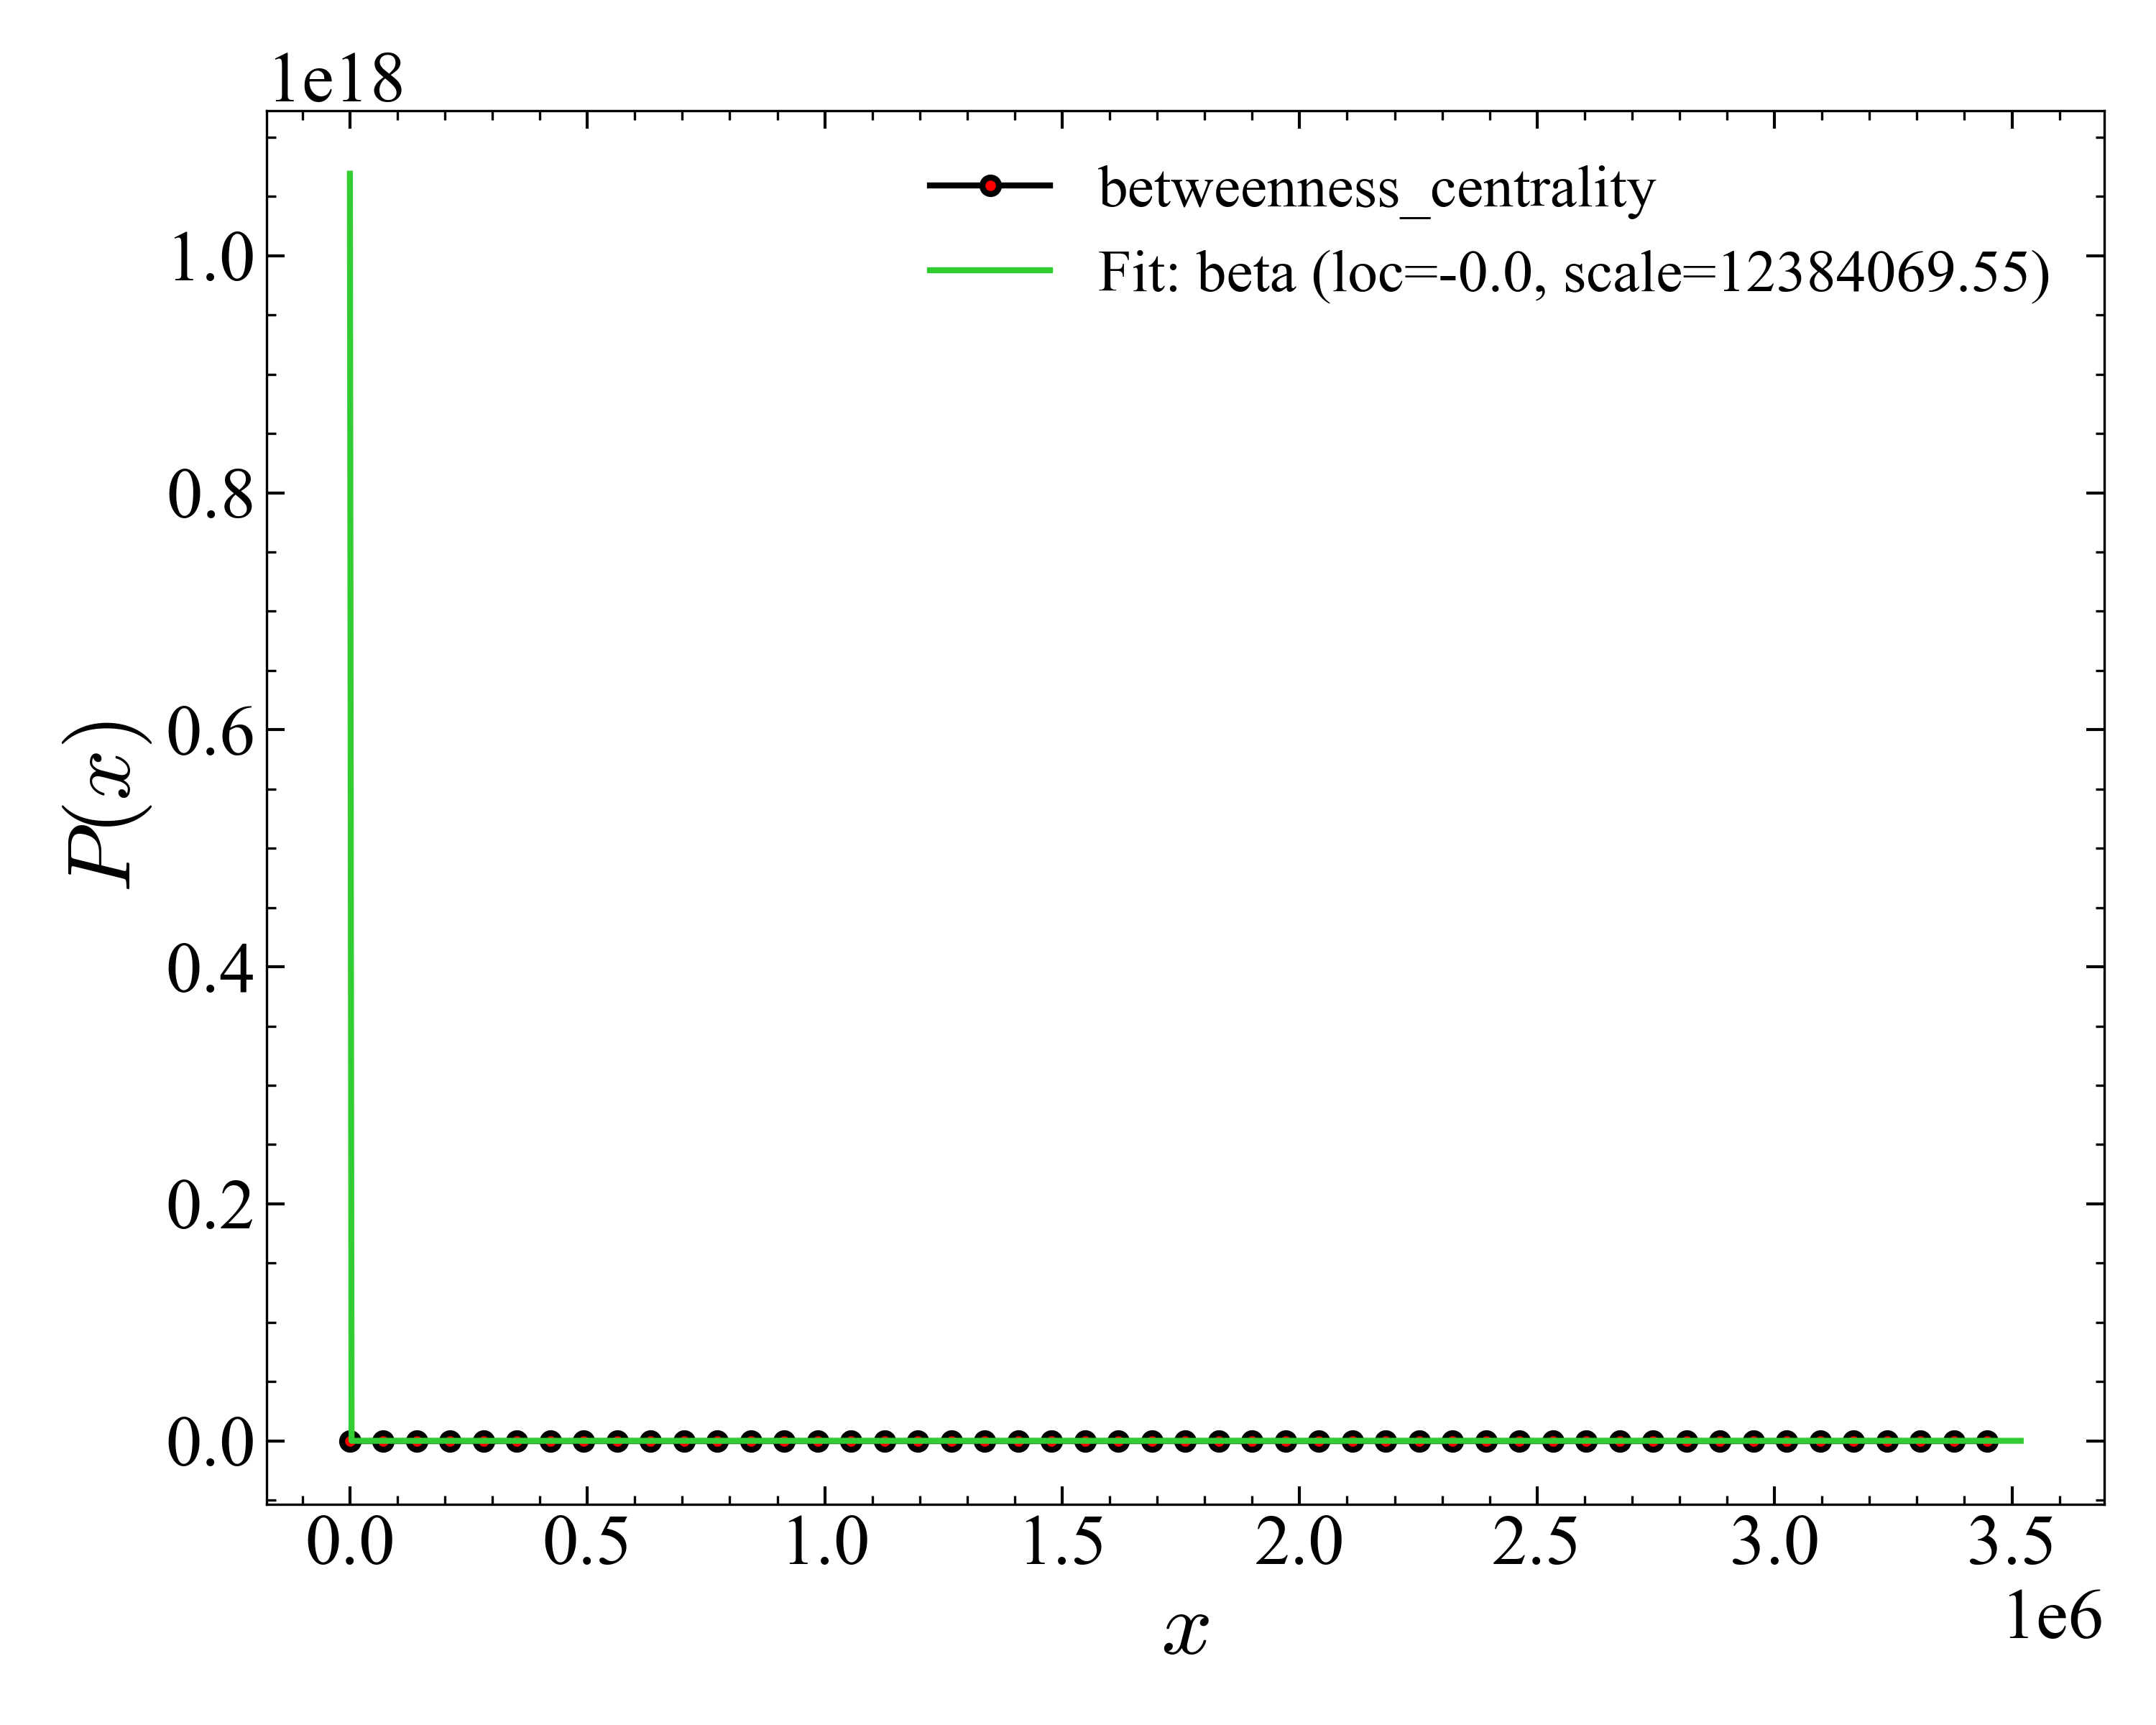 1e18
betweenness_centrality
Fit: beta (loc=-0.0, scale=12384069.55)
1.0
0.8
0.6
0.4
0.2
0.0
P(x)
0.0 0.5 1.0 1.5 2.0 2.5 3.0 3.5
1e6
x